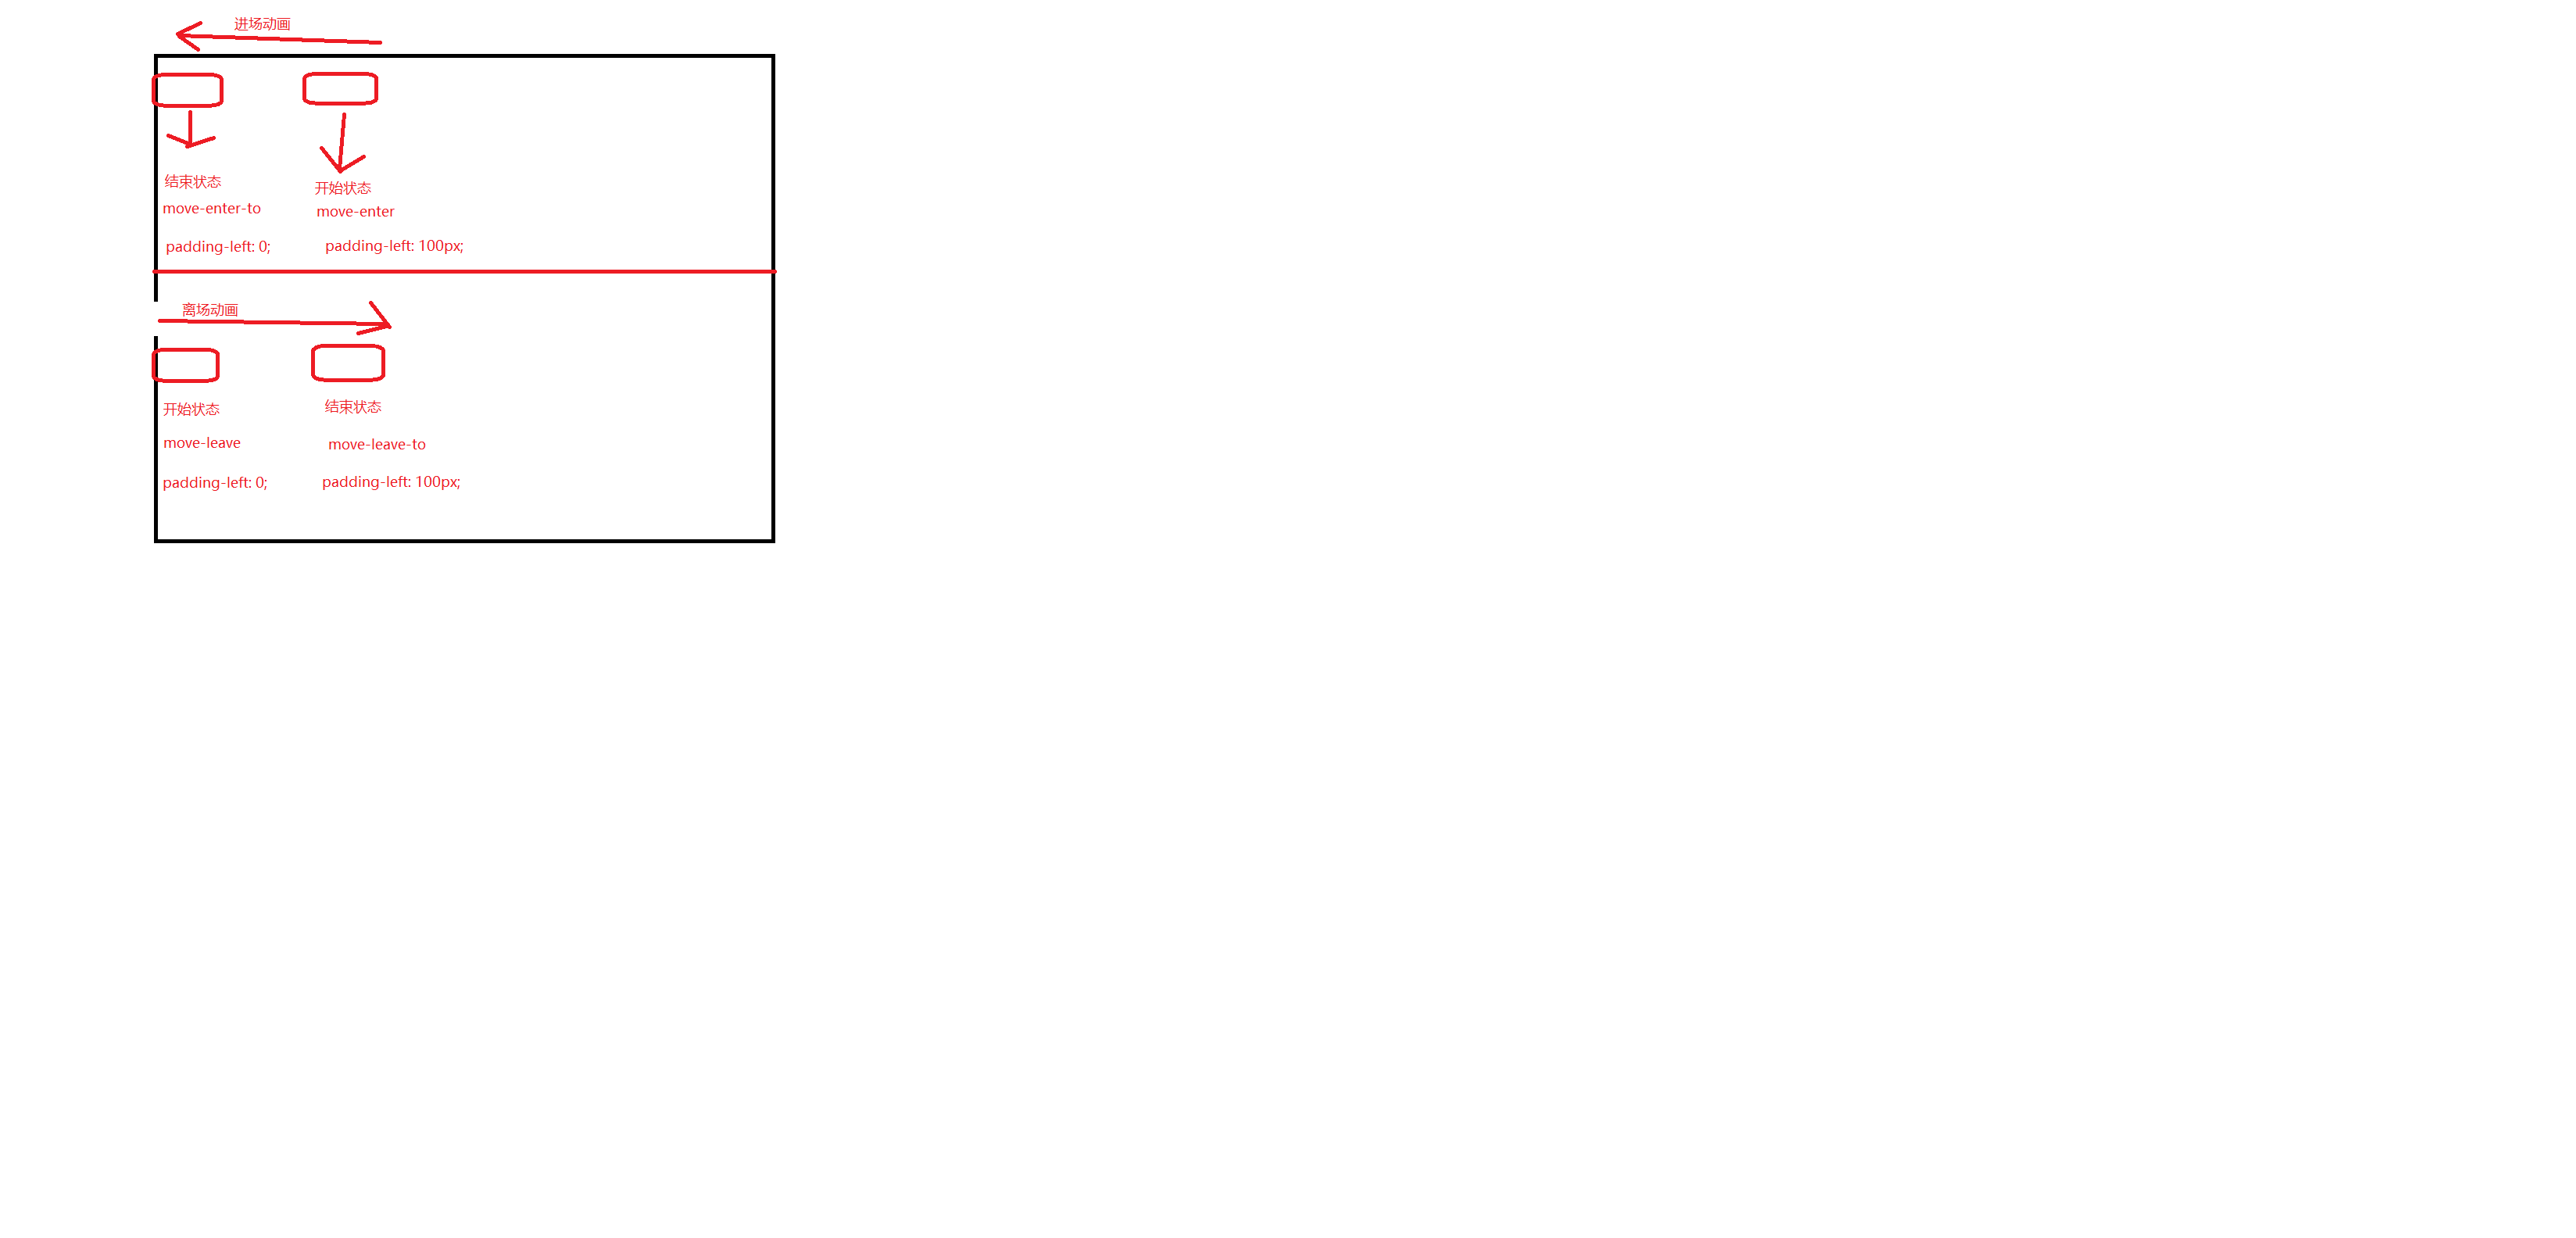 进场动画
结束状态
开始状态
move-enter-to
move-enter
padding-left: 0;
padding-left: 100px;
离场动画
开始状态
结束状态
move-leave
move-leave-to
padding-left: 0;
padding-left: 100px;